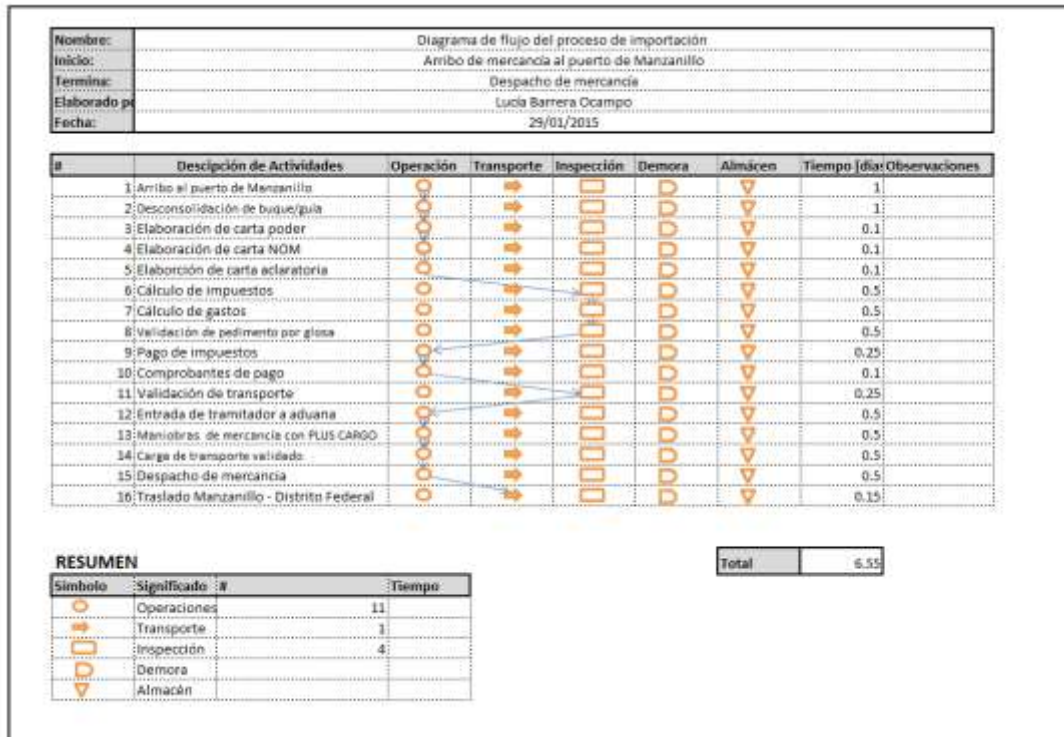 Nombre: Diagrama de flujo del proceso de importación
Inicio: Arribo de mercancía al puerto de Manzanillo
Termina: Despacho de mercancía
Elaborado po Lucía Barrera Ocampo
Fecha: 29/01/2015
# Descipción de Actividades Operación Transporte Inspección Demora Almácen Tiempo [días Observaciones
1 Arribo al puerto de Manzanillo 1
2 Desconsolidación de buque/guía 1
3 Elaboración de carta poder 0.1
4 Elaboración de carta NOM 0.1
5 Elaborción de carta aclaratoria 0.1
6 Cálculo de impuestos 0.5
7 Cálculo de gastos 0.5
8 Validación de pedimento por glosa 0.5
9 Pago de impuestos 0.25
10 Comprobantes de pago 0.1
11 Validación de transporte 0.25
12 Entrada de tramitador a aduana 0.5
13 Maniobras de mercancía con PLUS CARGO 0.5
14 Carga de transporte validado 0.5
15 Despacho de mercancía 0.5
16 Traslado Manzanillo - Distrito Federal 0.15
Total 6.55
RESUMEN
Símbolo Significado # Tiempo
Operaciones 11
Transporte 1
Inspección 4
Demora
Almacén